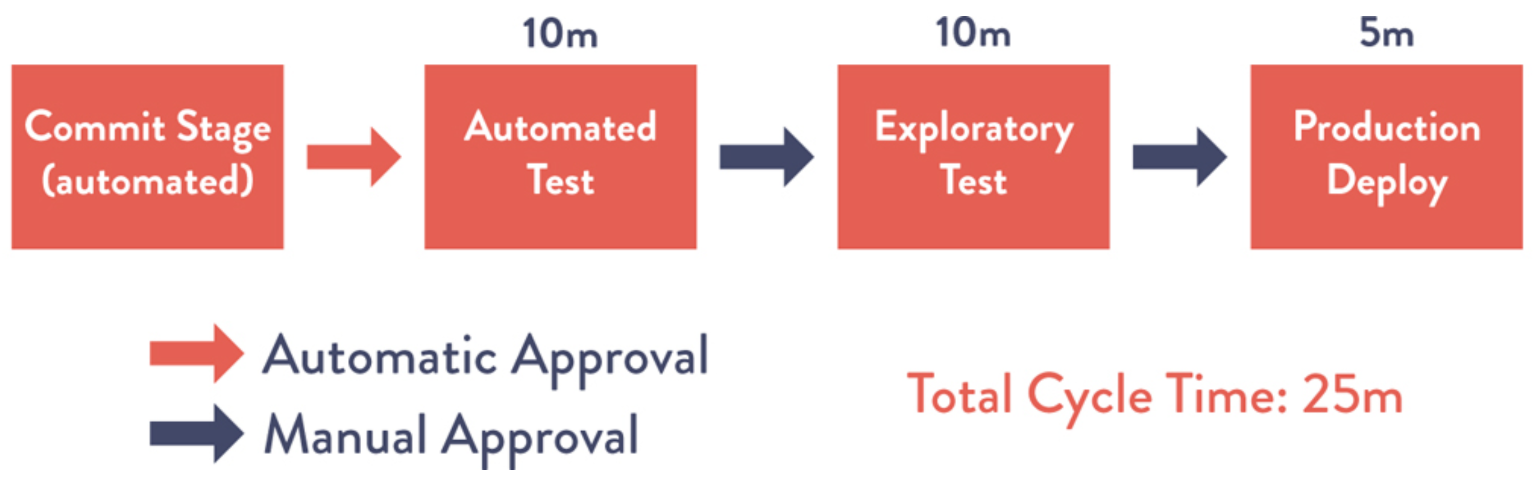 10m
10m
5m
Commit Stage
(automated)
Automated
Test
Exploratory
Test
Production
Deploy
Automatic Approval
Manual Approval
Total Cycle Time: 25m